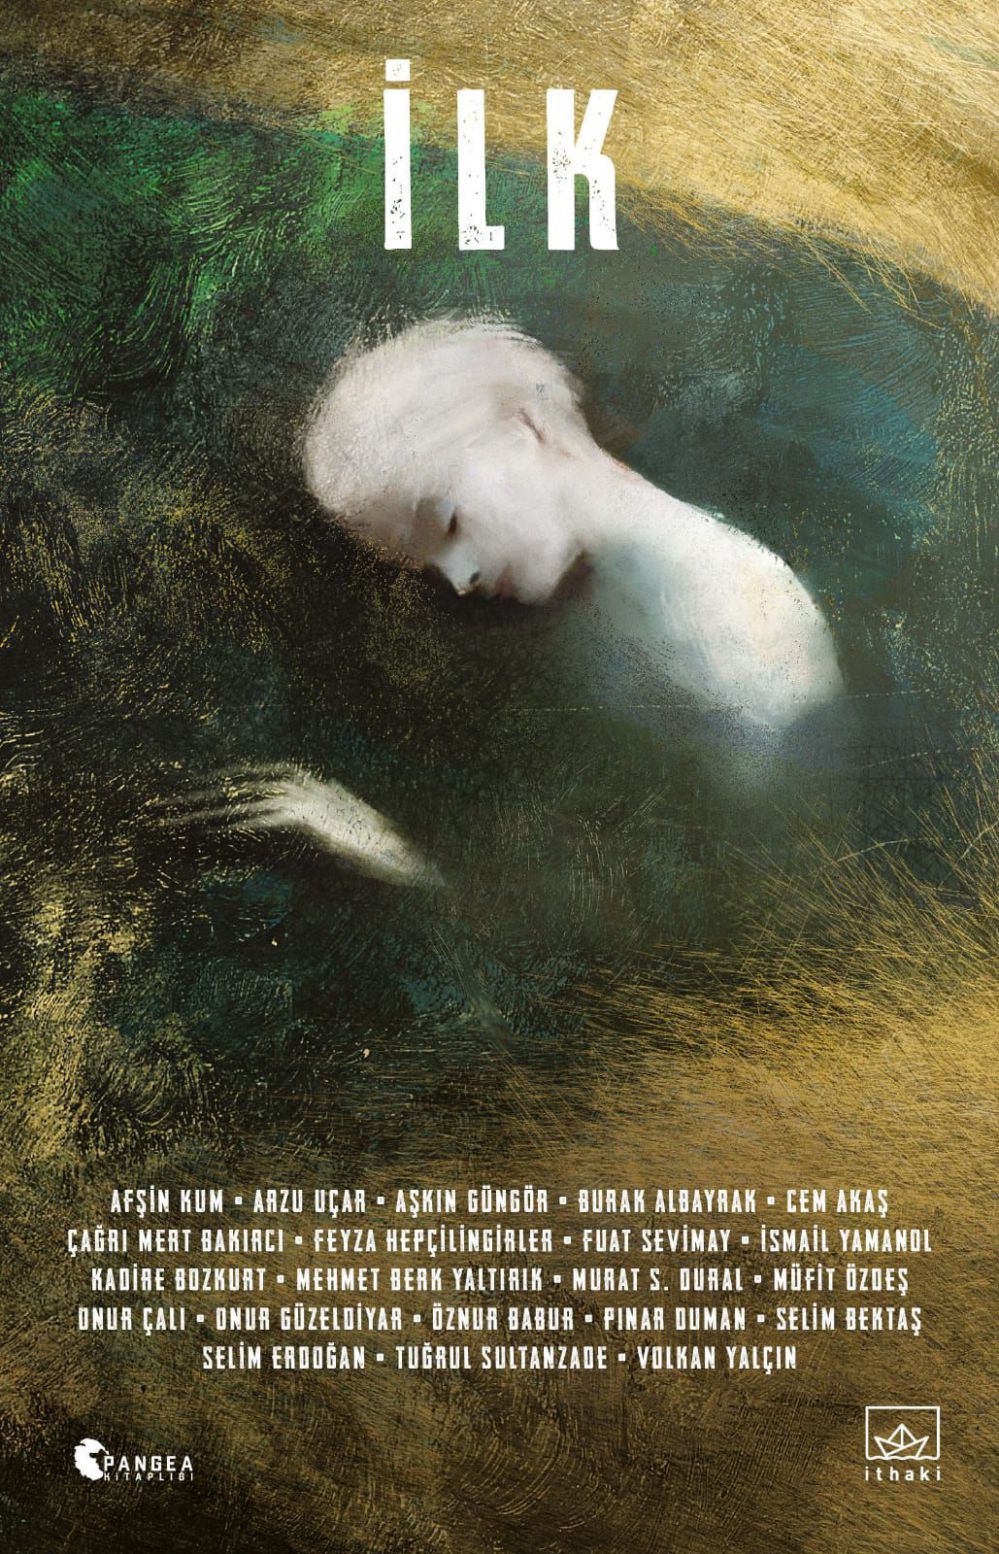 İLK
AFŞİN KUM • ARZU UÇAR • AŞKIN GÜNGÖR • BURAK ALBAYRAK • CEM AKAŞ
ÇAĞRI MERT BAKIRCI • FEYZA HEPÇİLİNGİRLER • FUAT SEVİMAY • İSMAİL YAMANOL
KADİRE BOZKURT • MEHMET BERK YALTIRIK • MURAT S. DURAL • MÜFİT ÖZDEŞ
ONUR ÇALI • ONUR GÜZELDİYAR • ÖZNUR BABUR • PINAR DUMAN • SELİM BEKTAŞ
SELİM ERDOĞAN • TUĞRUL SULTANZADE • VOLKAN YALÇIN
PANGEA
KİTAPLIĞI
ithaki